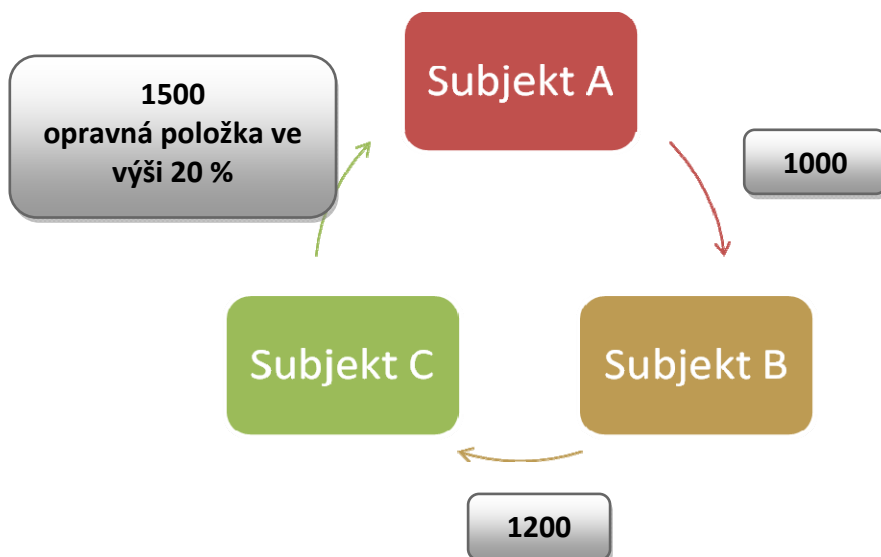 Subjekt A
1500
opravná položka ve
výši 20 %
1000
Subjekt C
Subjekt B
1200